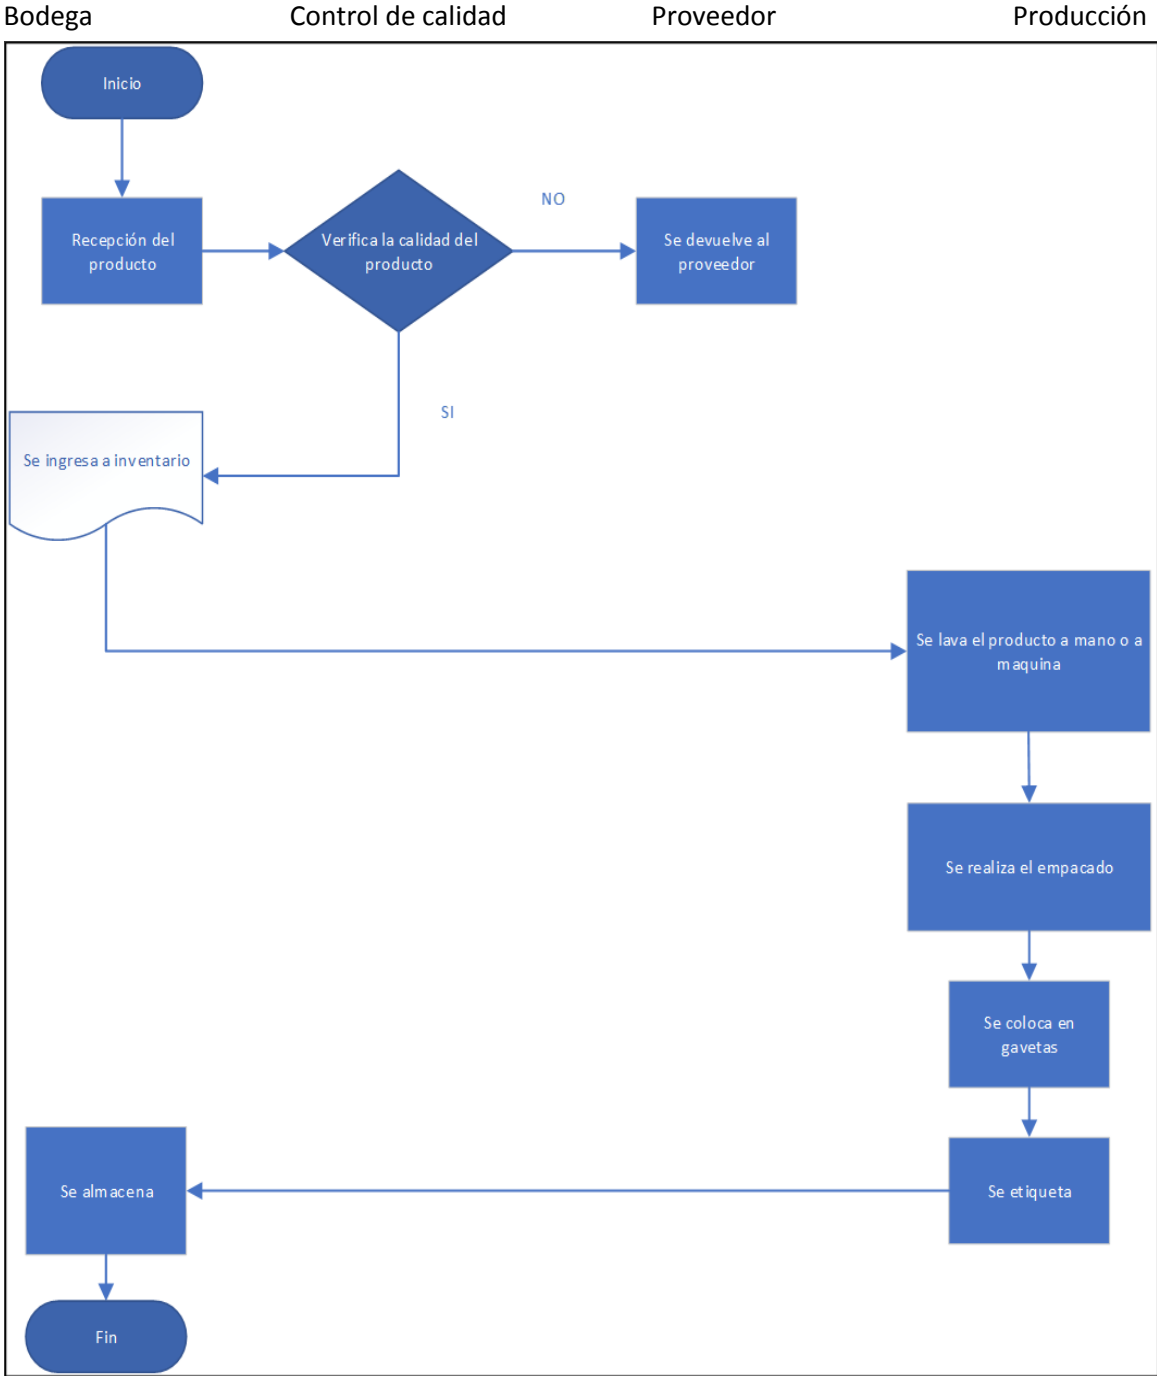 Bodega
Control de calidad
Proveedor
Producción
Inicio
Recepción del
producto
Verifica la calidad del
producto
NO
Se devuelve al
proveedor
SI
Se ingresa a inventario
Se lava el producto a mano o a
maquina
Se realiza el empacado
Se coloca en
gavetas
Se almacena
Se etiqueta
Fin